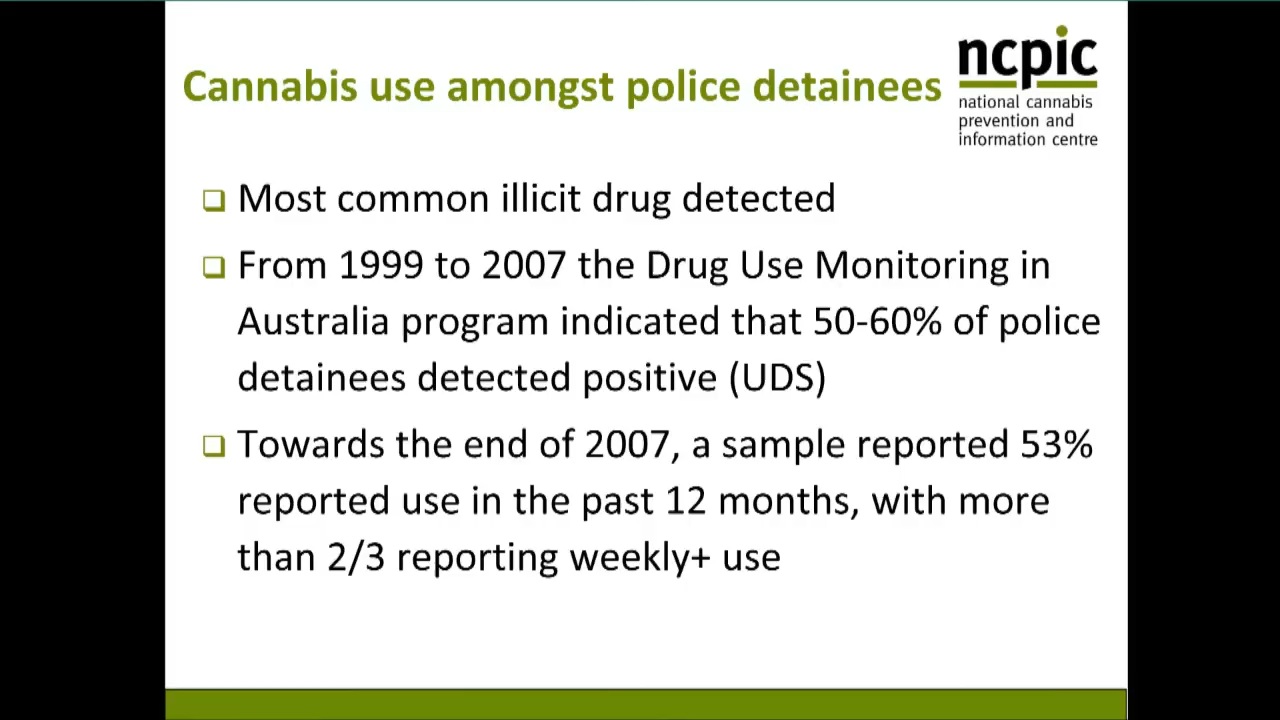 Cannabis use amongst police detainees
ncpic
national cannabis
prevention and
information centre
Most common illicit drug detected
From 1999 to 2007 the Drug Use Monitoring in
Australia program indicated that 50-60% of police
detainees detected positive (UDS)
Towards the end of 2007, a sample reported 53%
reported use in the past 12 months, with more
than 2/3 reporting weekly+ use